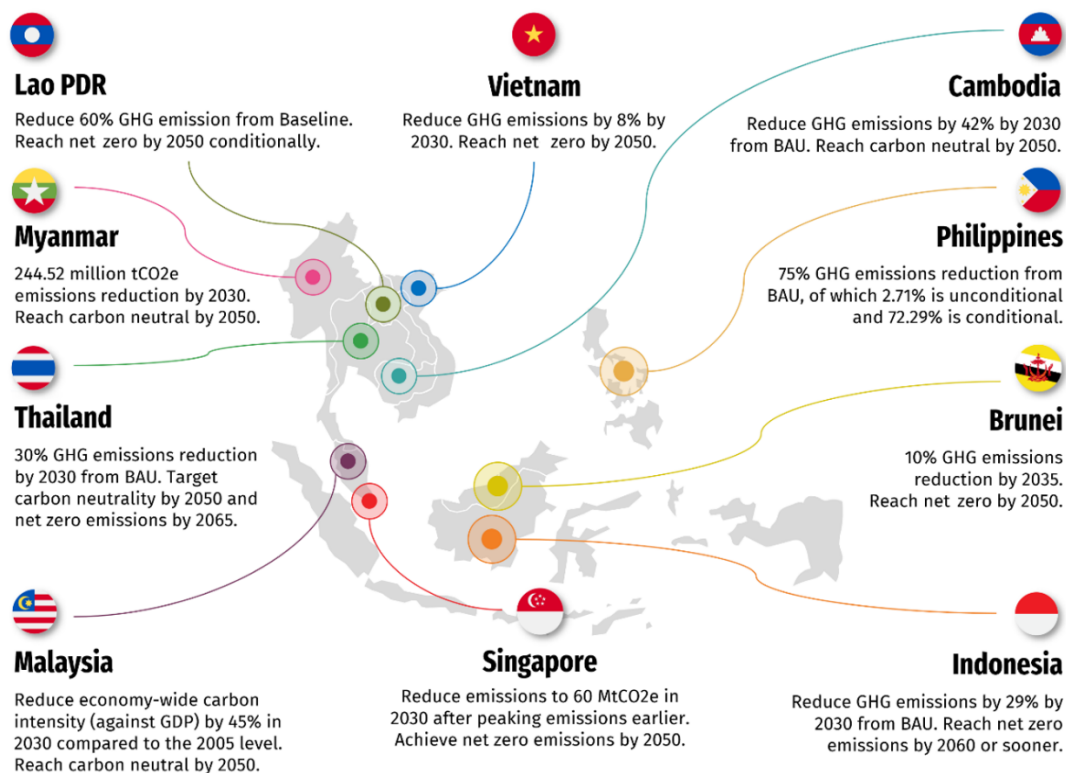 Lao PDR
Reduce 60% GHG emission from Baseline.
Reach net zero by 2050 conditionally.
Vietnam
Reduce GHG emissions by 8% by
2030. Reach net zero by 2050.
Cambodia
Reduce GHG emissions by 42% by 2030
from BAU. Reach carbon neutral by 2050.
Myanmar
244.52 million tCO2e
emissions reduction by 2030.
Reach carbon neutral by 2050.
Philippines
75% GHG emissions reduction from
BAU, of which 2.71% is unconditional
and 72.29% is conditional.
Thailand
30% GHG emissions reduction
by 2030 from BAU. Target
carbon neutrality by 2050 and
net zero emissions by 2065.
Brunei
10% GHG emissions
reduction by 2035.
Reach net zero by 2050.
Malaysia
Reduce economy-wide carbon
intensity (against GDP) by 45% in
2030 compared to the 2005 level.
Reach carbon neutral by 2050.
Singapore
Reduce emissions to 60 MtCO2e in
2030 after peaking emissions earlier.
Achieve net zero emissions by 2050.
Indonesia
Reduce GHG emissions by 29% by
2030 from BAU. Reach net zero
emissions by 2060 or sooner.